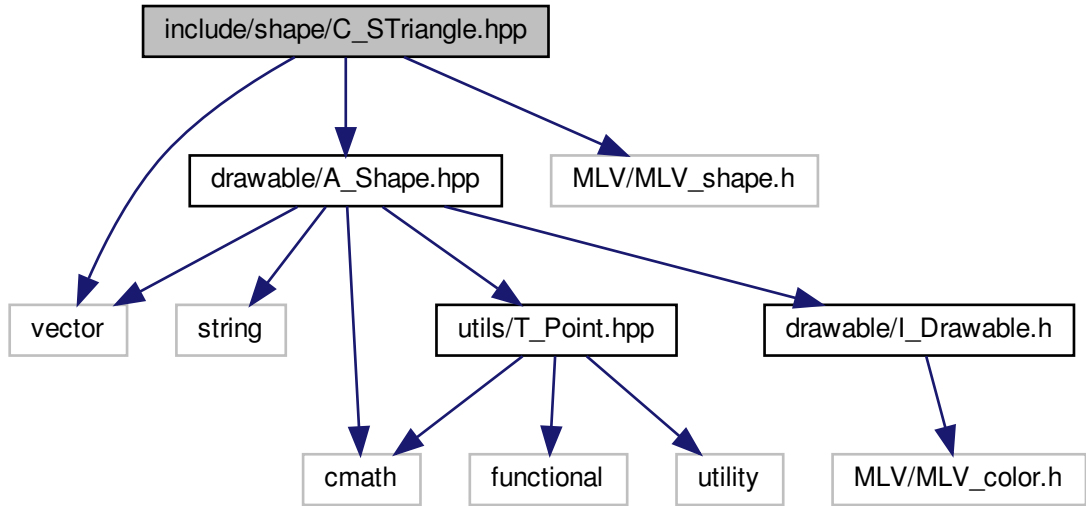 include/shape/C_STriangle.hpp
drawable/A_Shape.hpp
MLV/MLV_shape.h
vector
string
utils/T_Point.hpp
drawable/I_Drawable.h
cmath
functional
utility
MLV/MLV_color.h